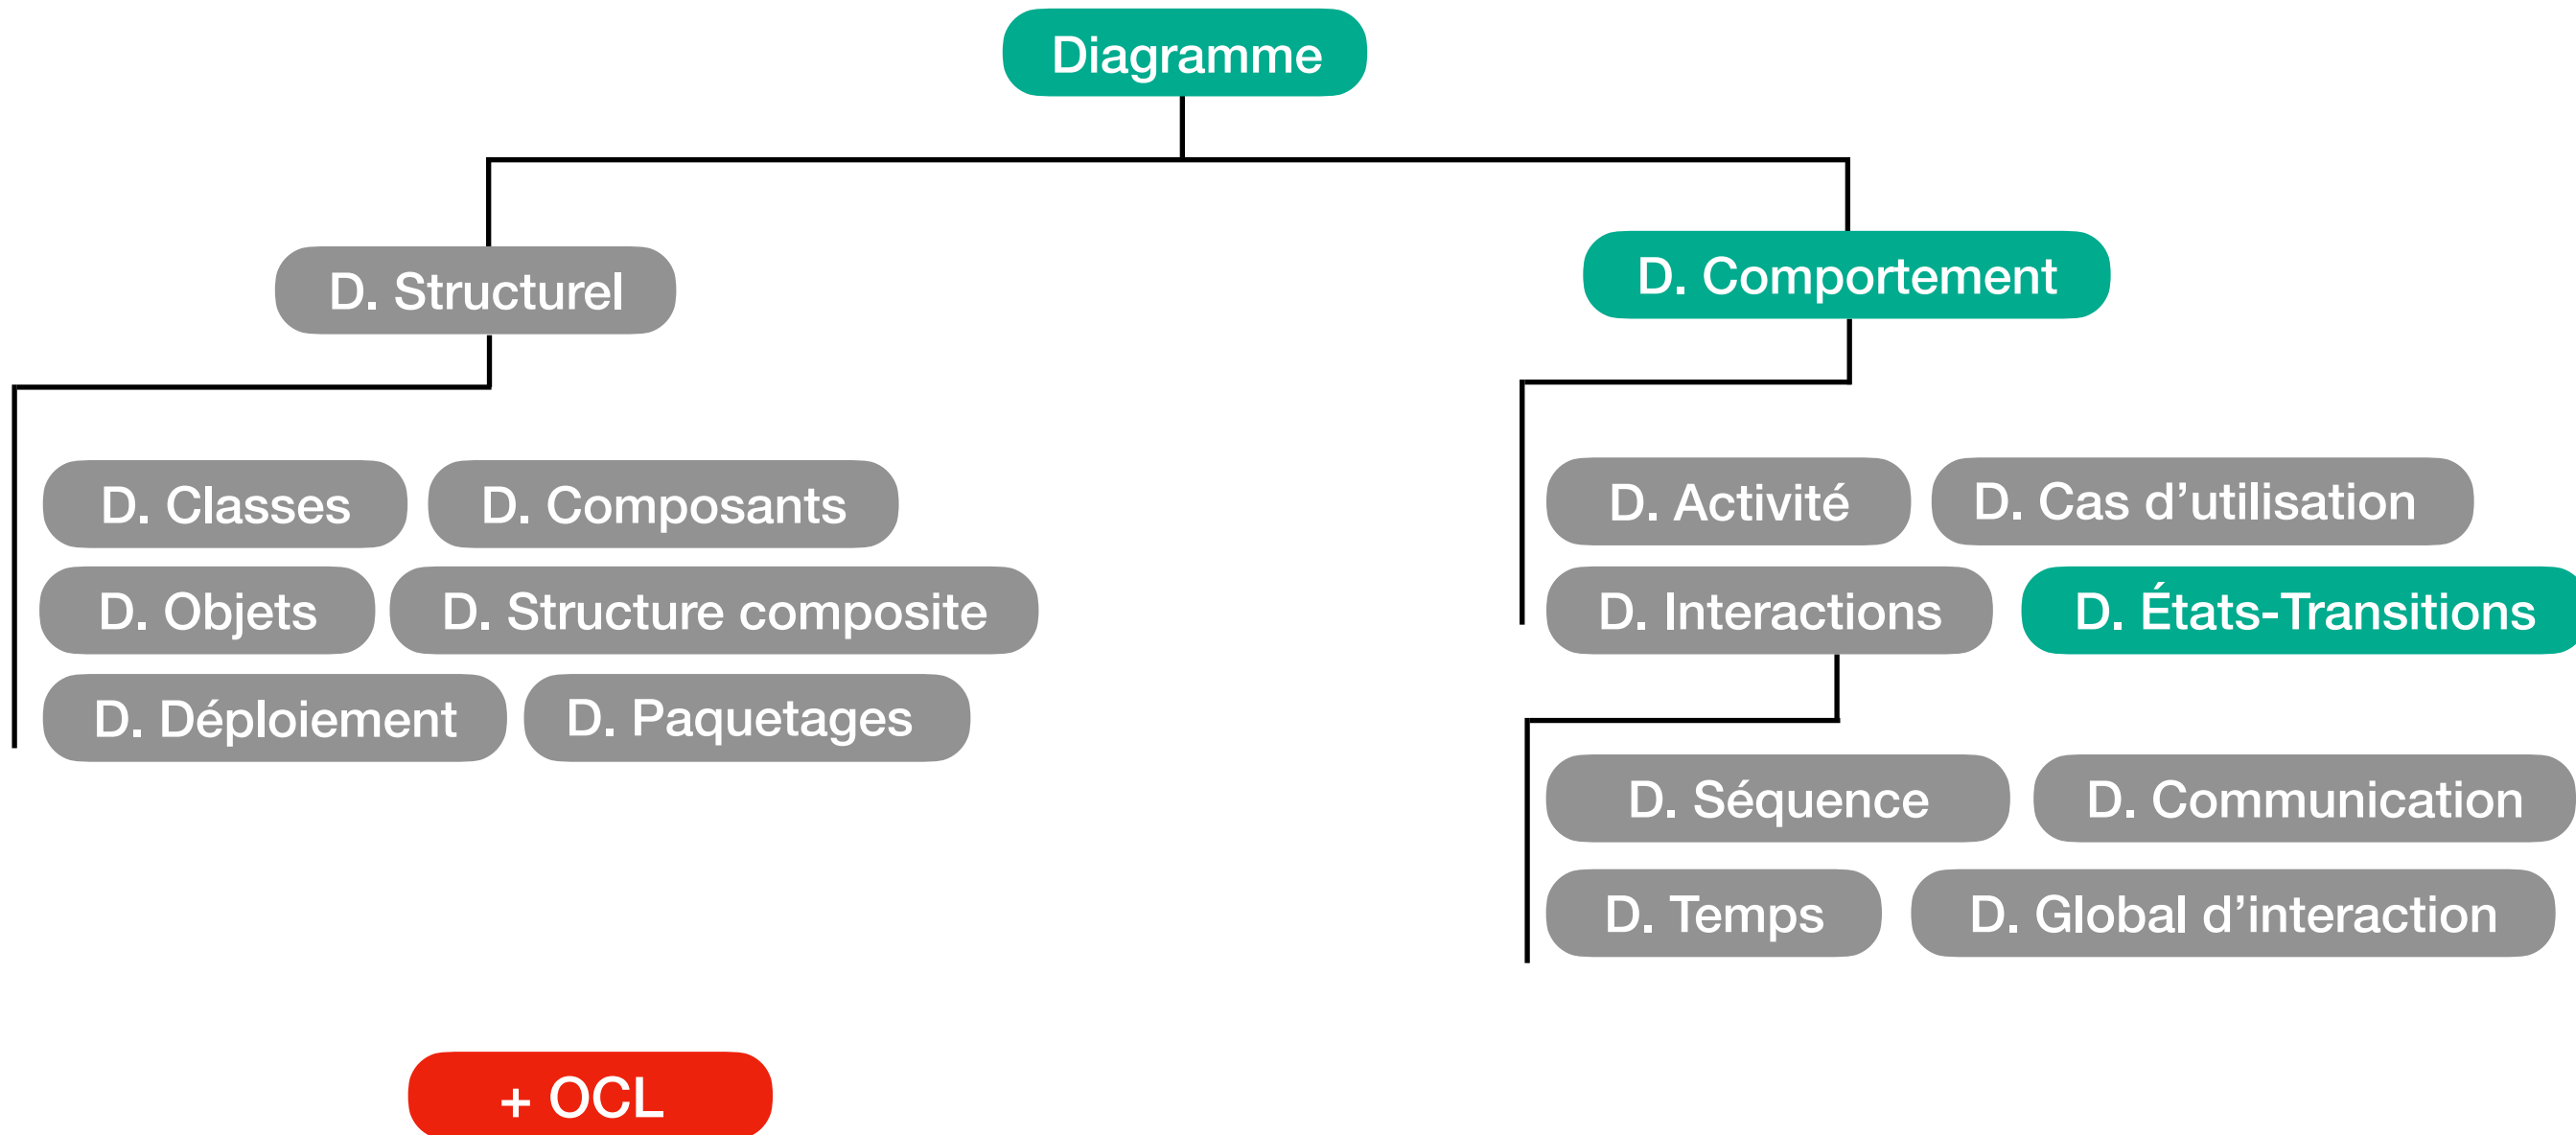 Diagramme
D. Structurel
D. Comportement
D. Classes
D. Composants
D. Objets
D. Structure composite
D. Déploiement
D. Paquetages
D. Activité
D. Cas d’utilisation
D. Interactions
D. États-Transitions
D. Séquence
D. Communication
D. Temps
D. Global d’interaction
+ OCL